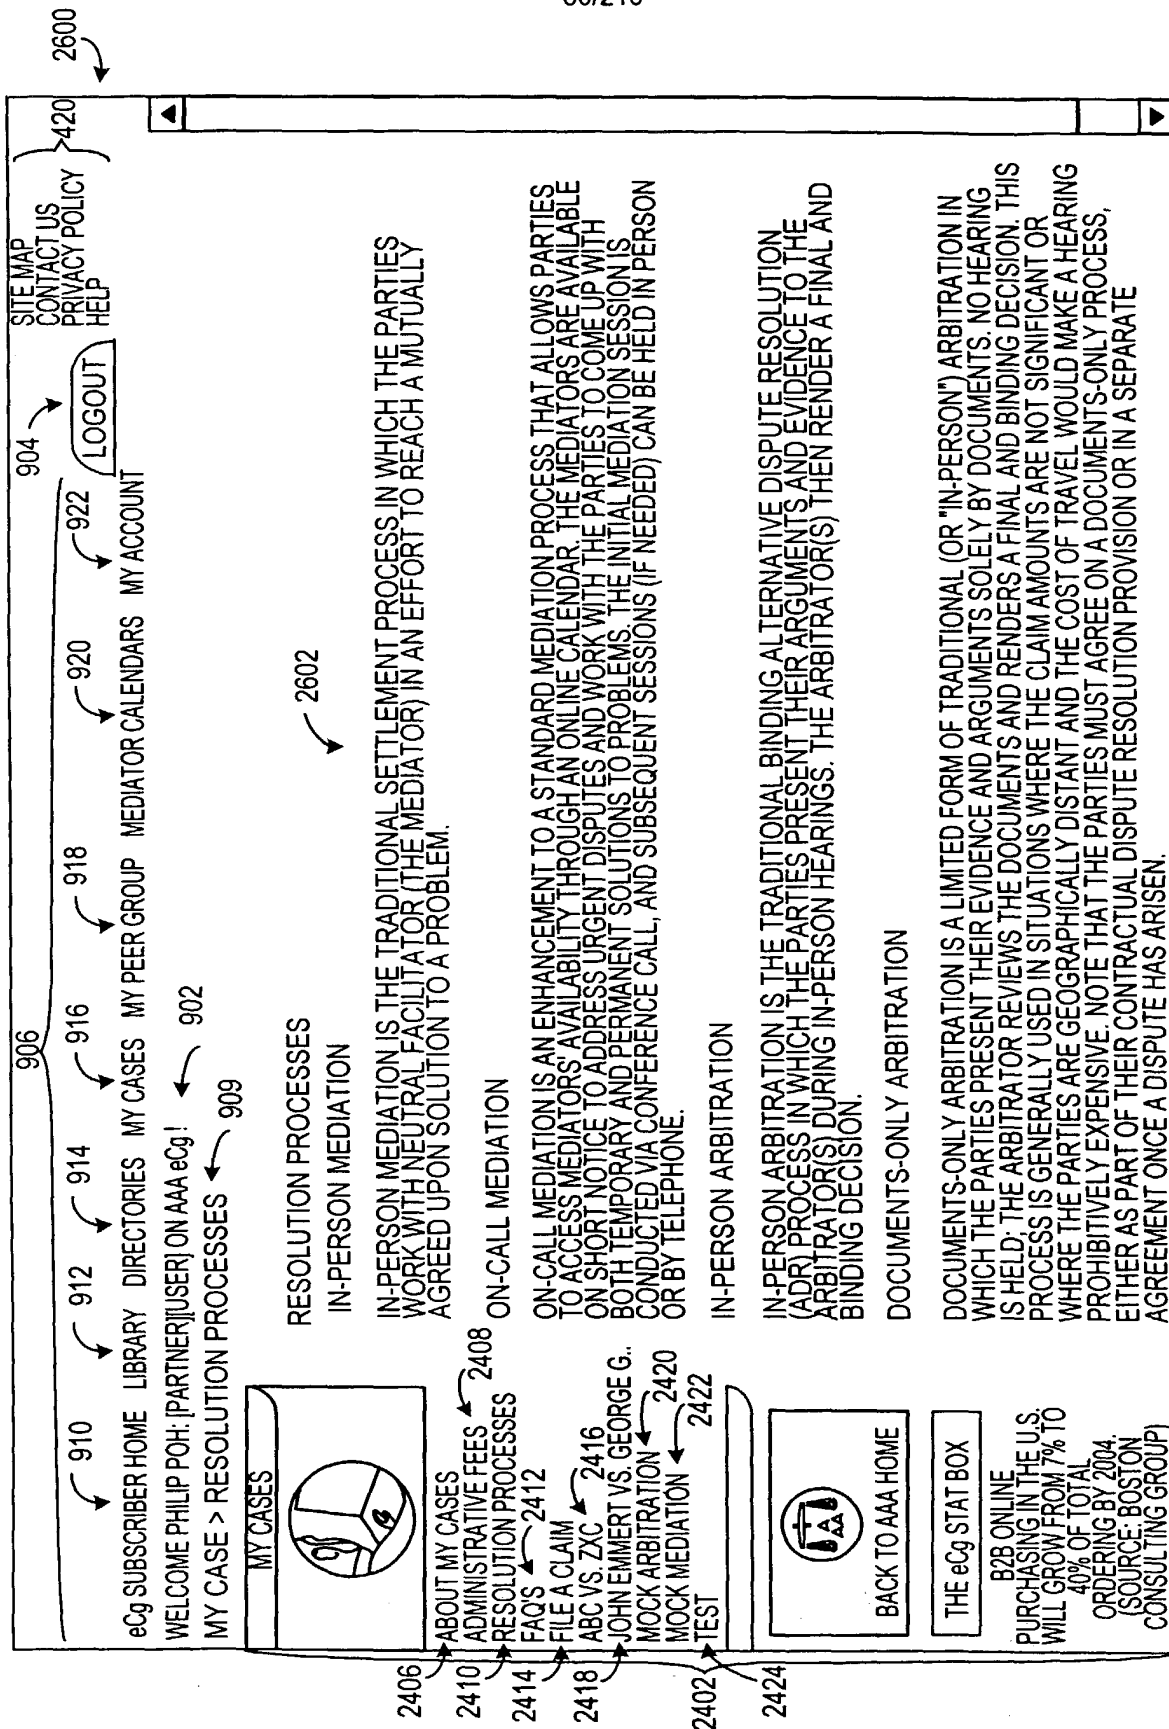 906
904
910
912
914
916
918
920
922
SITE MAP
CONTACT US
PRIVACY POLICY
HELP
420
2600
eCg SUBSCRIBER HOME LIBRARY DIRECTORIES MY CASES MY PEER GROUP MEDIATOR CALENDARS MY ACCOUNT
LOGOUT
WELCOME PHILIP POH: [PARTNER][USER] ON AAA eCg !
902
MY CASE > RESOLUTION PROCESSES
909
MY CASES
2406
ABOUT MY CASES
ADMINISTRATIVE FEES
2408
2410
RESOLUTION PROCESSES
FAQ'S
2412
2414
FILE A CLAIM
ABC VS. ZXC
2416
2418
JOHN EMMERT VS. GEORGE G..
MOCK ARBITRATION
2420
MOCK MEDIATION
2422
2402
TEST
2424
BACK TO AAA HOME
THE eCg STAT BOX
B2B ONLINE
PURCHASING IN THE U.S.
WILL GROW FROM 7% TO
40% OF TOTAL
ORDERING BY 2004.
(SOURCE: BOSTON
CONSULTING GROUP)
RESOLUTION PROCESSES
2602
IN-PERSON MEDIATION
IN-PERSON MEDIATION IS THE TRADITIONAL SETTLEMENT PROCESS IN WHICH THE PARTIES
WORK WITH NEUTRAL FACILITATOR (THE MEDIATOR) IN AN EFFORT TO REACH A MUTUALLY
AGREED UPON SOLUTION TO A PROBLEM.
ON-CALL MEDIATION
ON-CALL MEDIATION IS AN ENHANCEMENT TO A STANDARD MEDIATION PROCESS THAT ALLOWS PARTIES
TO ACCESS MEDIATORS' AVAILABILITY THROUGH AN ONLINE CALENDAR. THE MEDIATORS ARE AVAILABLE
ON SHORT NOTICE TO ADDRESS URGENT DISPUTES AND WORK WITH THE PARTIES TO COME UP WITH
BOTH TEMPORARY AND PERMANENT SOLUTIONS TO PROBLEMS. THE INITIAL MEDIATION SESSION IS
CONDUCTED VIA CONFERENCE CALL, AND SUBSEQUENT SESSIONS (IF NEEDED) CAN BE HELD IN PERSON
OR BY TELEPHONE.
IN-PERSON ARBITRATION
IN-PERSON ARBITRATION IS THE TRADITIONAL BINDING ALTERNATIVE DISPUTE RESOLUTION
(ADR) PROCESS IN WHICH THE PARTIES PRESENT THEIR ARGUMENTS AND EVIDENCE TO THE
ARBITRATOR(S) DURING IN-PERSON HEARINGS. THE ARBITRATOR(S) THEN RENDER A FINAL AND
BINDING DECISION.
DOCUMENTS-ONLY ARBITRATION
DOCUMENTS-ONLY ARBITRATION IS A LIMITED FORM OF TRADITIONAL (OR "IN-PERSON") ARBITRATION IN
WHICH THE PARTIES PRESENT THEIR EVIDENCE AND ARGUMENTS SOLELY BY DOCUMENTS. NO HEARING
IS HELD; THE ARBITRATOR REVIEWS THE DOCUMENTS AND RENDERS A FINAL AND BINDING DECISION. THIS
PROCESS IS GENERALLY USED IN SITUATIONS WHERE THE CLAIM AMOUNTS ARE NOT SIGNIFICANT OR
WHERE THE PARTIES ARE GEOGRAPHICALLY DISTANT AND THE COST OF TRAVEL WOULD MAKE A HEARING
PROHIBITIVELY EXPENSIVE. NOTE THAT THE PARTIES MUST AGREE ON A DOCUMENTS-ONLY PROCESS,
EITHER AS PART OF THEIR CONTRACTUAL DISPUTE RESOLUTION PROVISION OR IN A SEPARATE
AGREEMENT ONCE A DISPUTE HAS ARISEN.